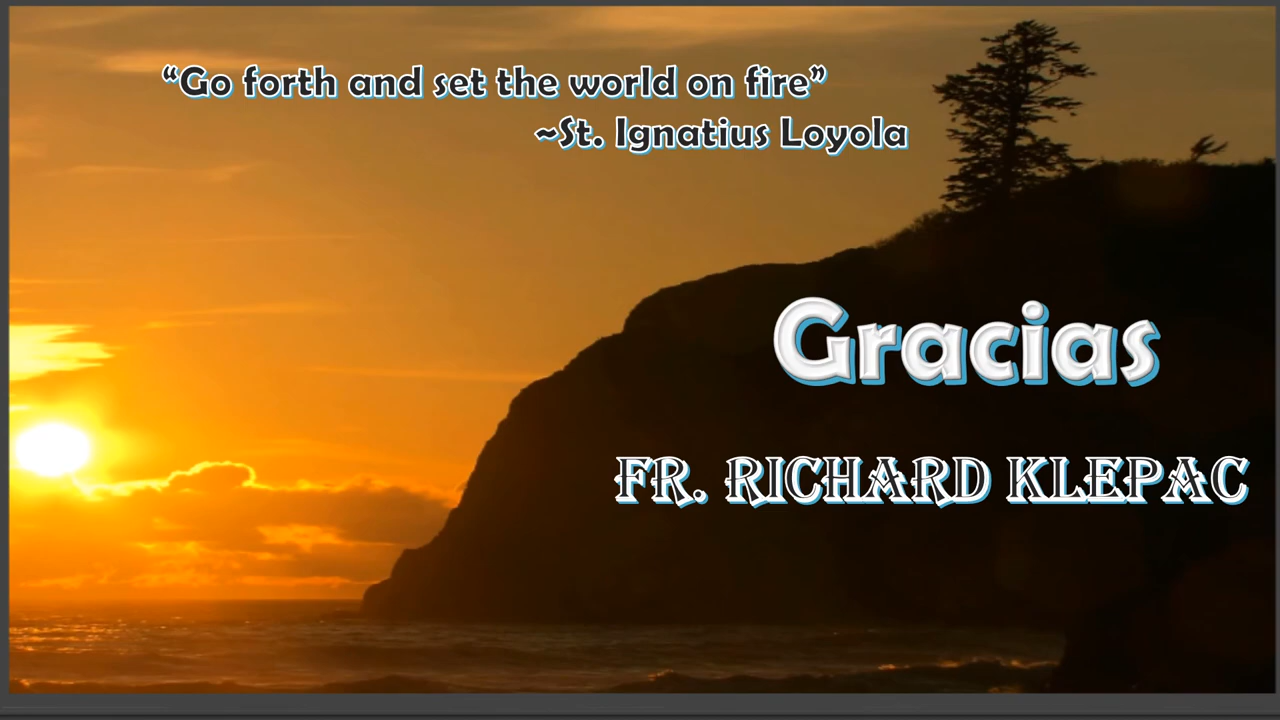 “Go forth and set the world on fire”
~St. Ignatius Loyola
Gracias
FR. RICHARD KLEPAC